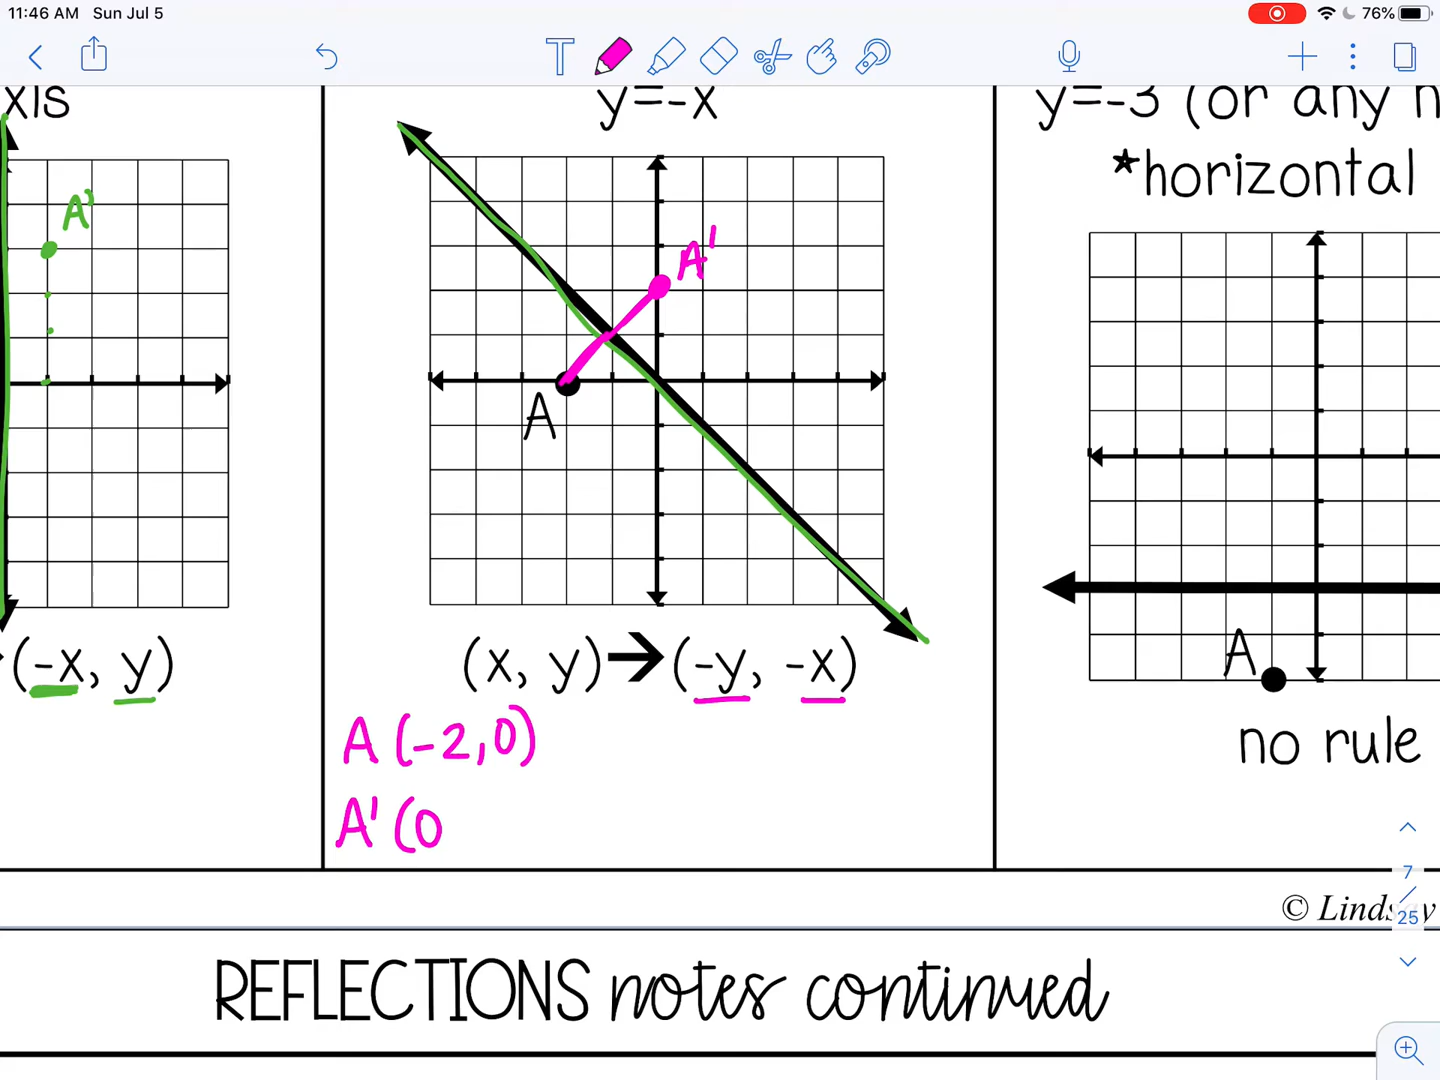 11:46 AM Sun Jul 5
76%
xis
y=-x
y=-3 (or any
*horizontal
A'
A'
A
(-x, y)
(x, y)→(-y, -x)
A
no rule
A (-2,0)
A' (0
7
25
© Lindsay
REFLECTIONS notes continued